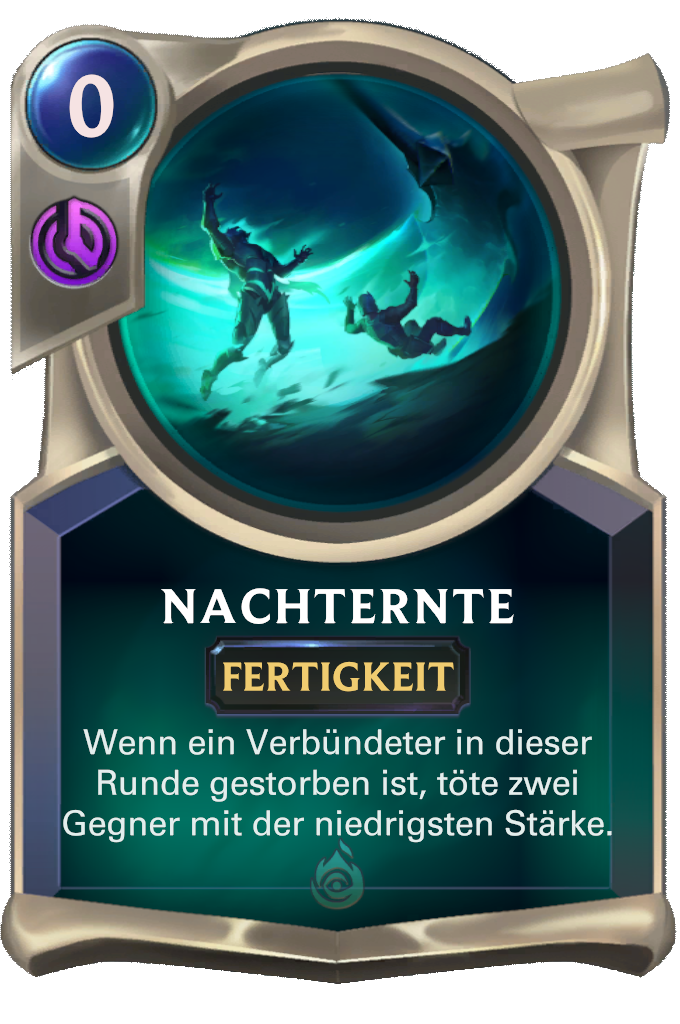 0
NACHTERNTE
FERTIGKEIT
Wenn ein Verbündeter in dieser
Runde gestorben ist, töte zwei
Gegner mit der niedrigsten Stärke.